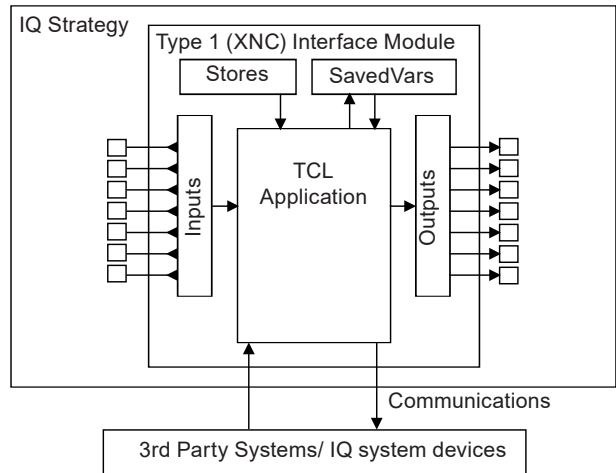 IQ Strategy
Type 1 (XNC) Interface Module
Stores
SavedVars
Inputs
TCL
Application
Outputs
Communications
3rd Party Systems/ IQ system devices